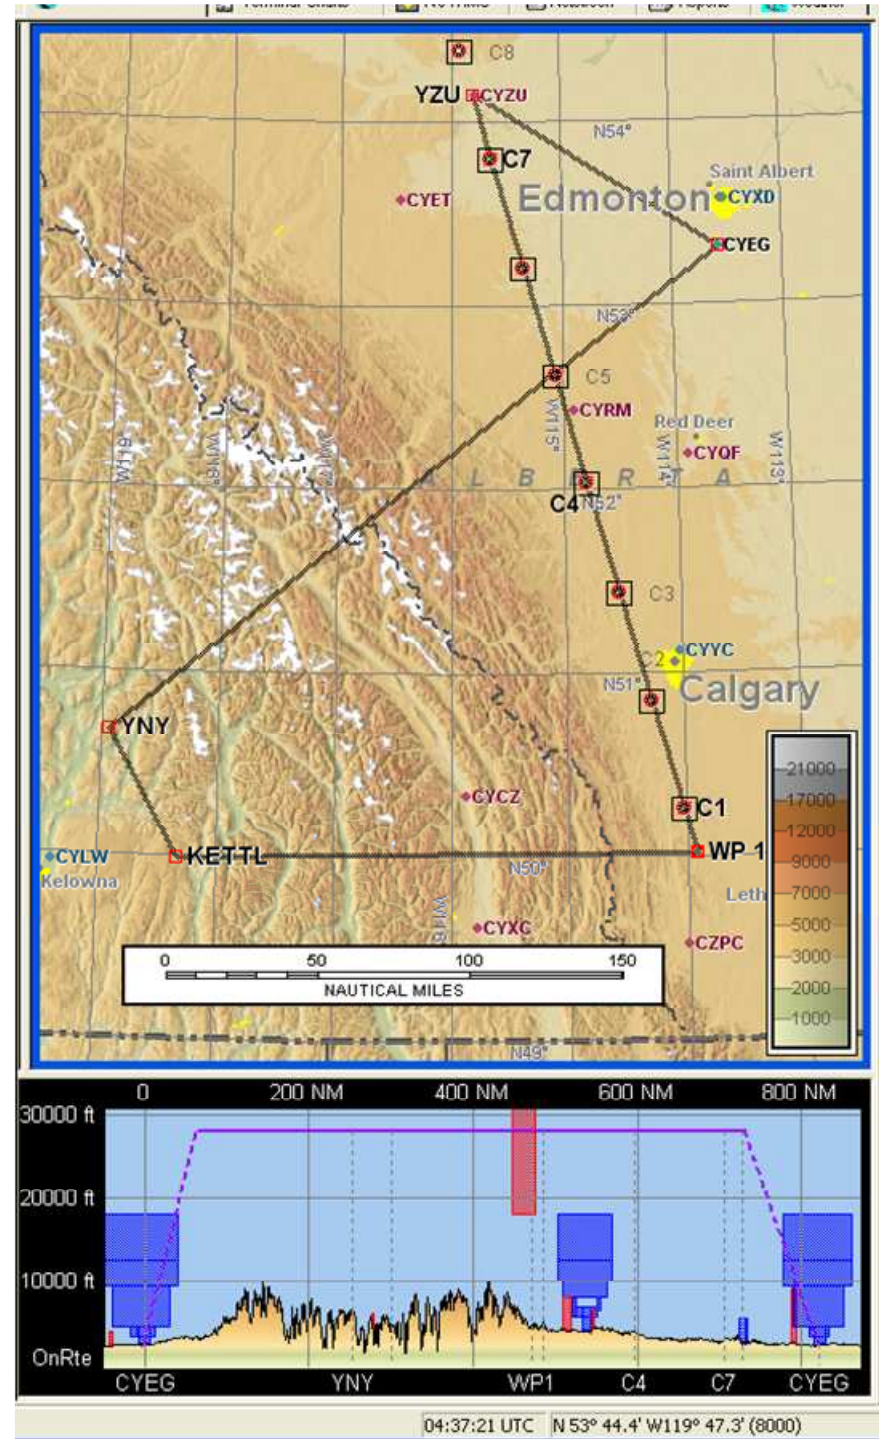 C8
YZU CYZU
N54°
C7
Saint Albert
CYET
Edmonton CYXD
CYEG
N53°
C5
CYRM
W115°
Red Deer
W119°
W114°
W113°
CYQF
A L B E R T A
C4 N52°
C3
CYYC
C2
N51° Calgary
YNY
21000
17000
CYCZ
C1
12000
CYLW KETTL WP 1
9000
N50°
Kelowna
Leth
7000
CYXC
5000
CZPC
3000
0 50 100 150
NAUTICAL MILES
2000
1000
N49°
0 200 NM 400 NM 600 NM 800 NM
30000 ft
20000 ft
10000 ft
OnRte
CYEG YNY WP1 C4 C7 CYEG
04:37:21 UTC N 53° 44.4' W119° 47.3' (8000)